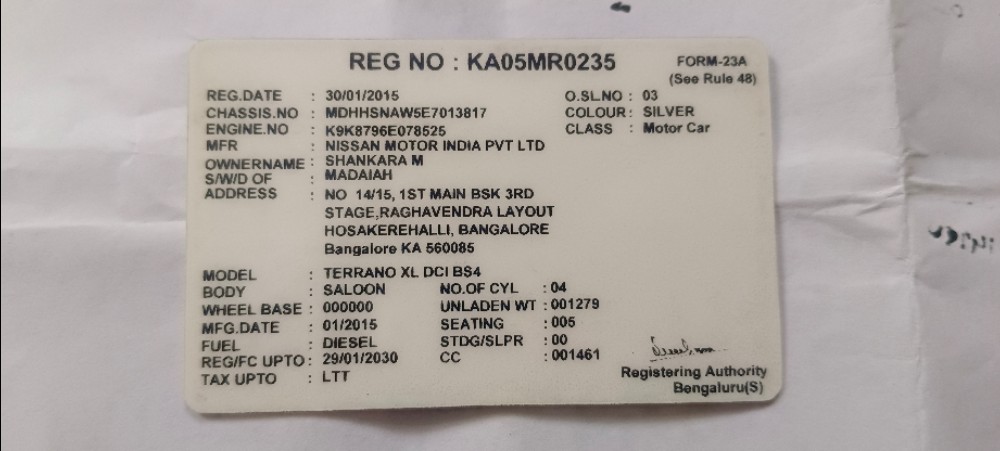 REG NO : KA05MR0235
FORM-23A
(See Rule 48)
REG.DATE : 30/01/2015 O.SL.NO : 03
CHASSIS.NO : MDHHSNAW5E7013817 COLOUR : SILVER
ENGINE.NO : K9K8796E078525 CLASS : Motor Car
MFR : NISSAN MOTOR INDIA PVT LTD
OWNERNAME : SHANKARA M
S/W/D OF : MADAIAH
ADDRESS : NO 14/15, 1ST MAIN BSK 3RD
STAGE,RAGHAVENDRA LAYOUT
HOSAKEREHALLI, BANGALORE
Bangalore KA 560085
MODEL : TERRANO XL DCI BS4
BODY : SALOON NO.OF CYL : 04
WHEEL BASE : 000000 UNLADEN WT : 001279
MFG.DATE : 01/2015 SEATING : 005
FUEL : DIESEL STDG/SLPR : 00
REG/FC UPTO : 29/01/2030 CC : 001461
TAX UPTO : LTT
Registering Authority
Bengaluru(S)